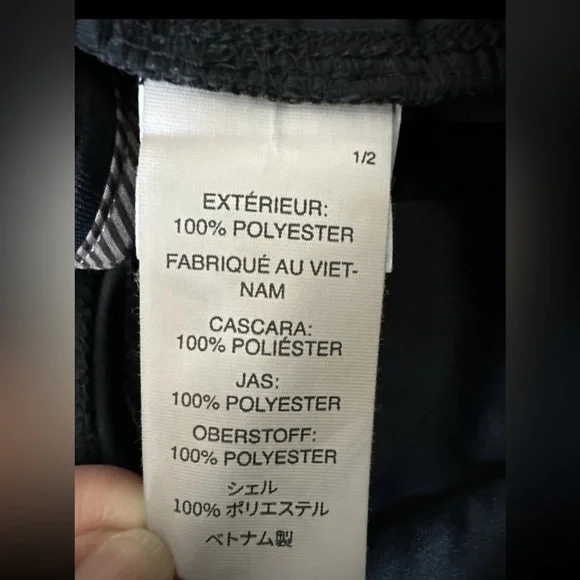 1/2
EXTÉRIEUR:
100% POLYESTER
FABRIQUÉ AU VIET-
NAM
CASCARA:
100% POLIÉSTER
JAS:
100% POLYESTER
OBERSTOFF:
100% POLYESTER
シェル
100% ポリエステル
ベトナム製